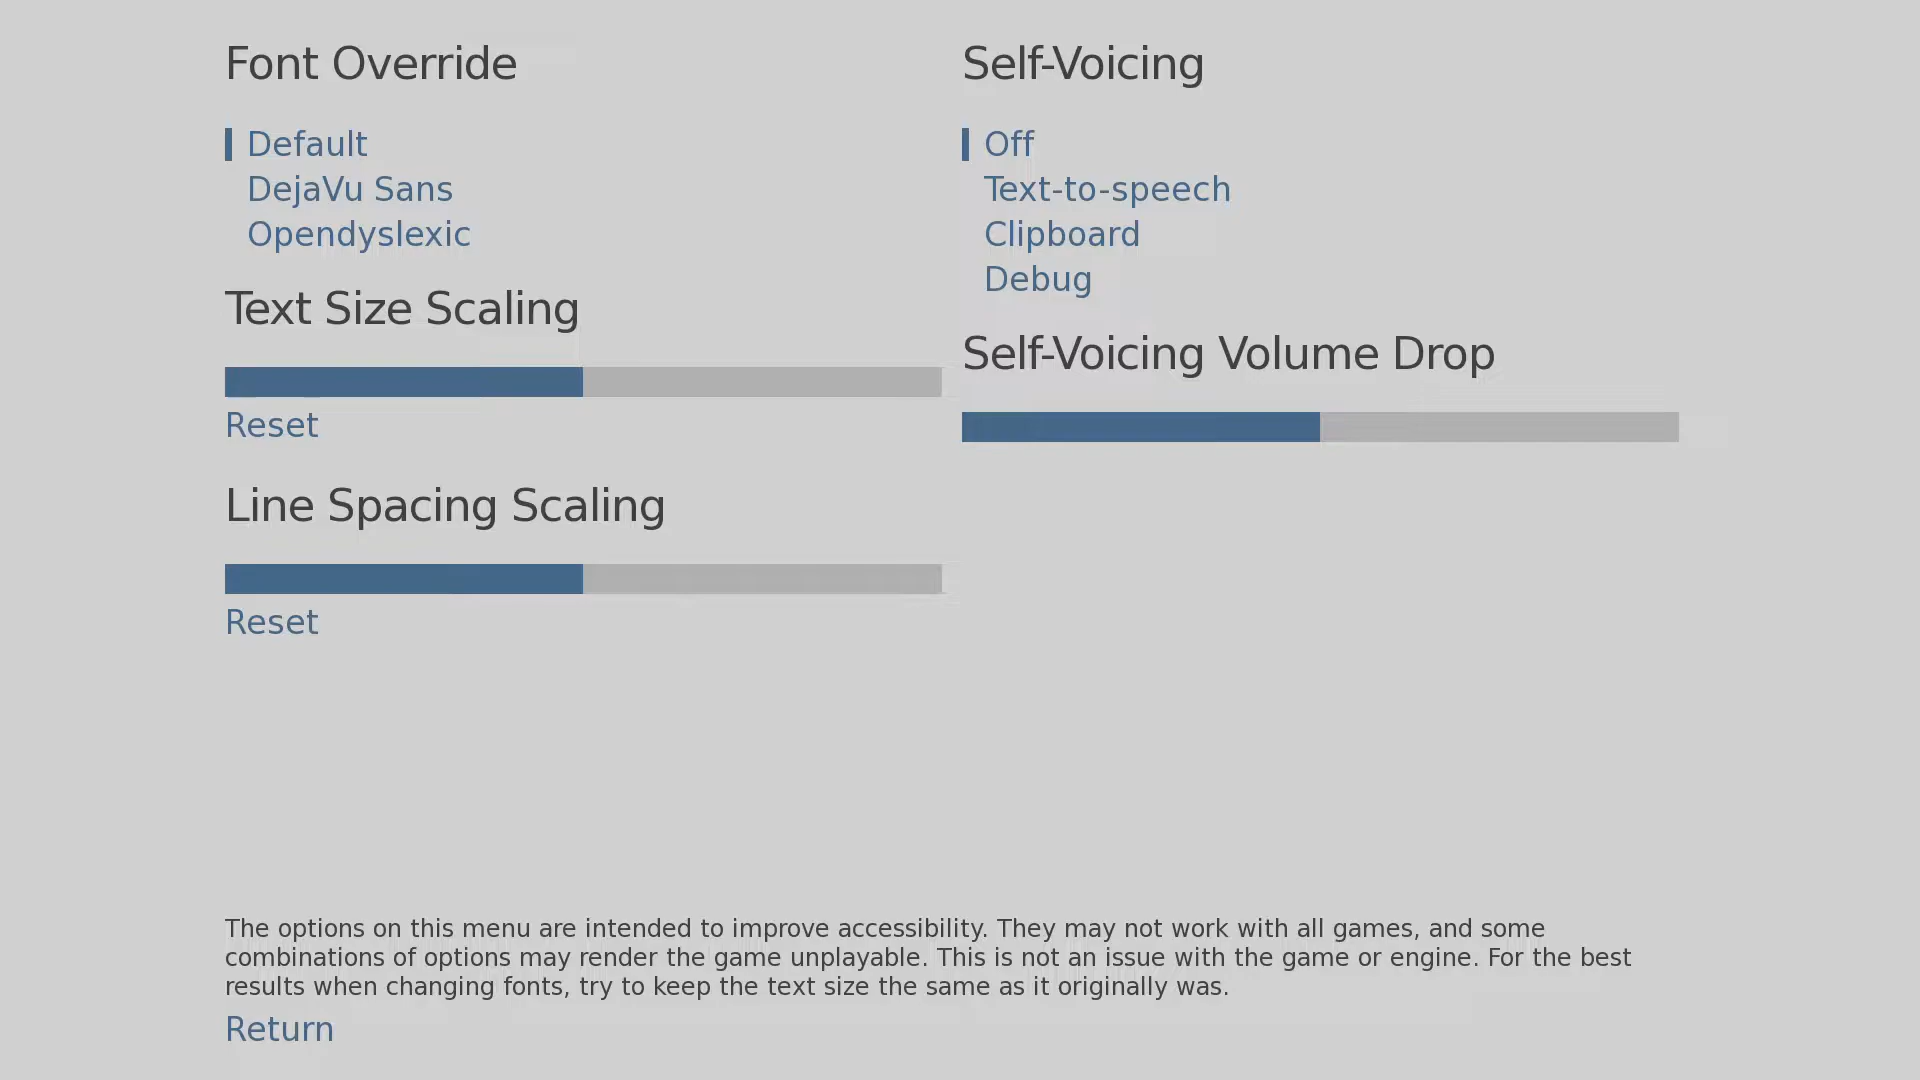 Font Override
Default
DejaVu Sans
Opendyslexic
Text Size Scaling
Reset
Line Spacing Scaling
Reset
Self-Voicing
Off
Text-to-speech
Clipboard
Debug
Self-Voicing Volume Drop
The options on this menu are intended to improve accessibility. They may not work with all games, and some
combinations of options may render the game unplayable. This is not an issue with the game or engine. For the best
results when changing fonts, try to keep the text size the same as it originally was.
Return